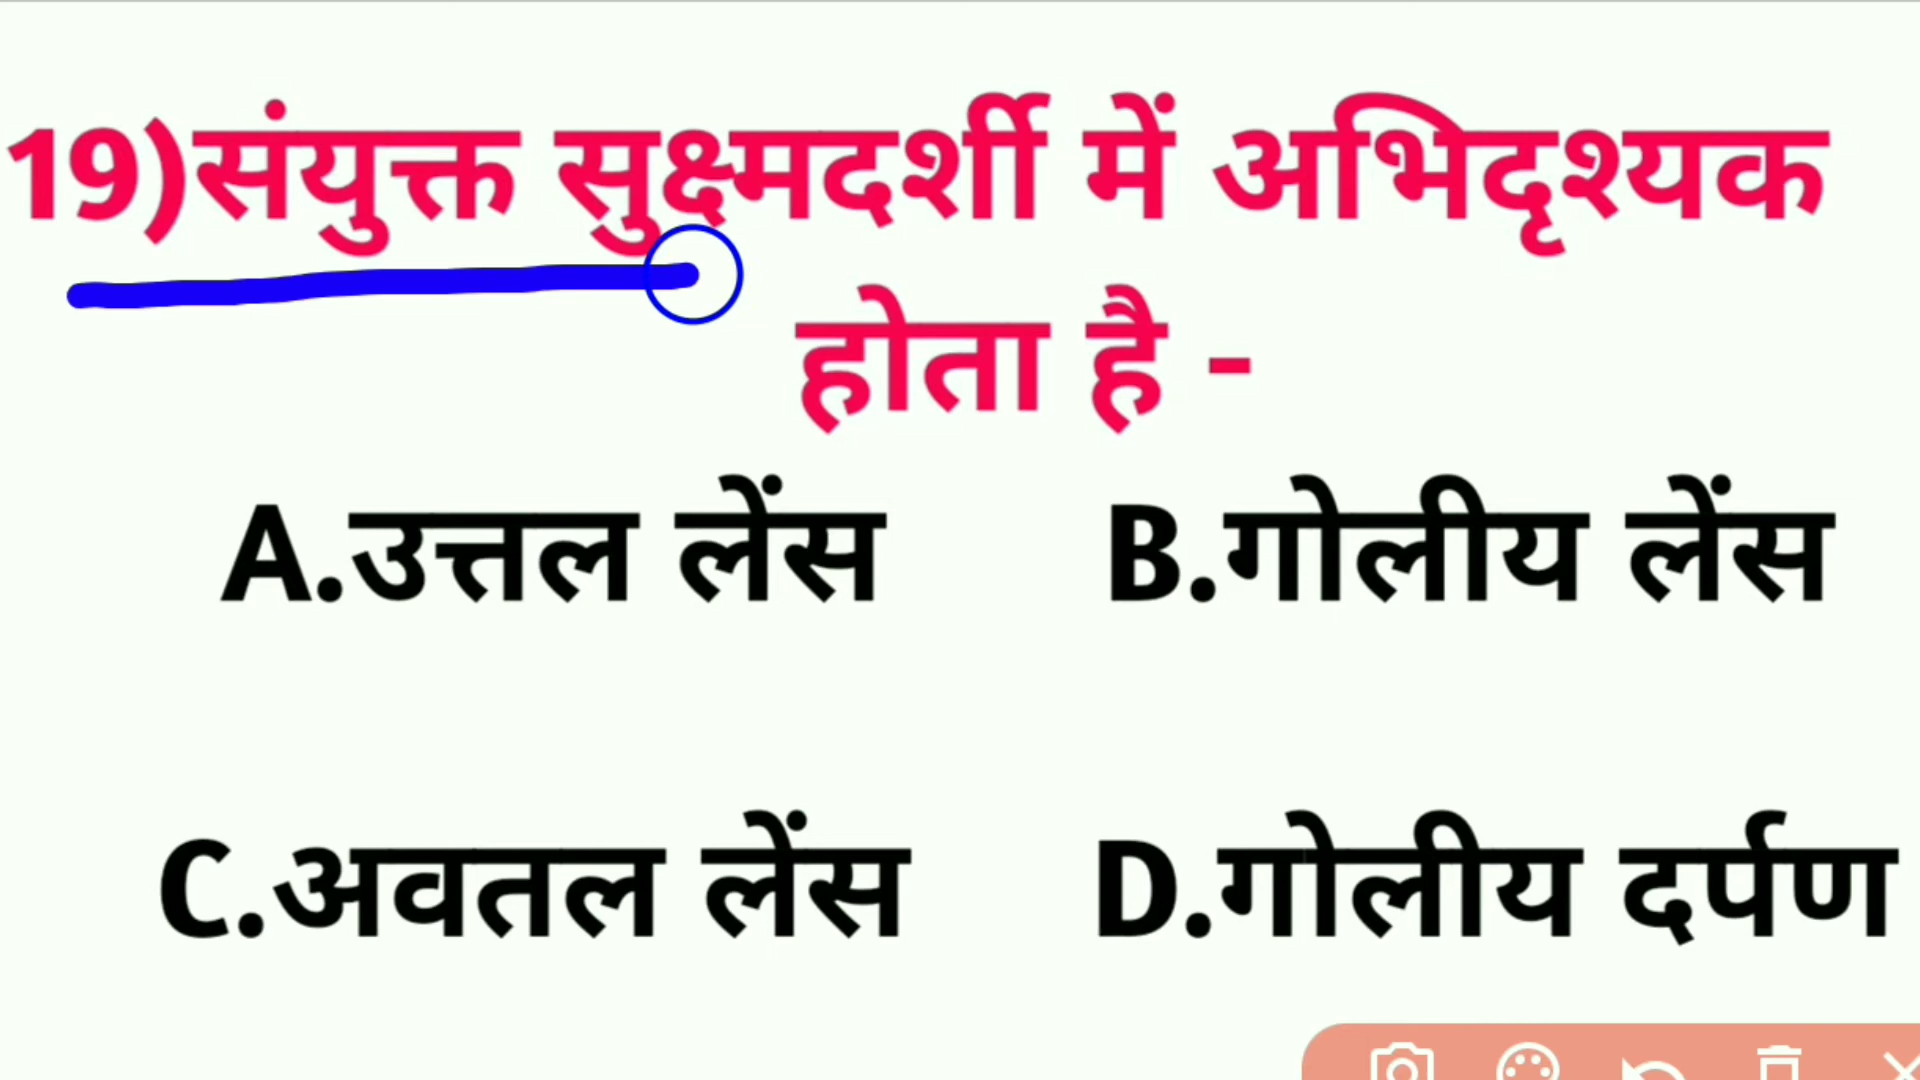 19)संयुक्त सुक्ष्मदर्शी में अभिदृश्यक
होता है -
A.उत्तल लेंस B.गोलीय लेंस
C.अवतल लेंस D.गोलीय दर्पण